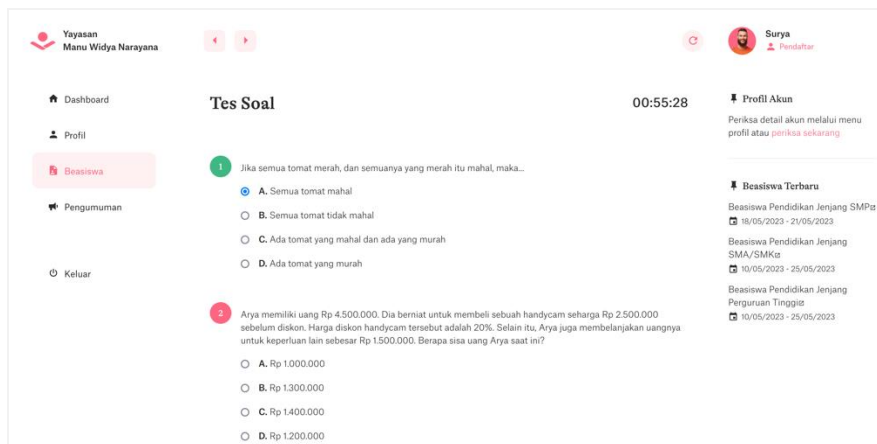 Yayasan
Manu Widya Narayana
Dashboard
Profil
Beasiswa
Pengumuman
Keluar
Tes Soal
00:55:28
1
Jika semua tomat merah, dan semuanya yang merah itu mahal, maka...
A. Semua tomat mahal
B. Semua tomat tidak mahal
C. Ada tomat yang mahal dan ada yang murah
D. Ada tomat yang murah
2
Arya memiliki uang Rp 4.500.000. Dia berniat untuk membeli sebuah handycam seharga Rp 2.500.000
sebelum diskon. Harga diskon handycam tersebut adalah 20%. Selain itu, Arya juga membelanjakan uangnya
untuk keperluan lain sebesar Rp 1.500.000. Berapa sisa uang Arya saat ini?
A. Rp 1.000.000
B. Rp 1.300.000
C. Rp 1.400.000
D. Rp 1.200.000
Surya
Pendaftar
Profil Akun
Periksa detail akun melalui menu
profil atau periksa sekarang
Beasiswa Terbaru
Beasiswa Pendidikan Jenjang SMP
18/05/2023 - 21/05/2023
Beasiswa Pendidikan Jenjang
SMA/SMK
10/05/2023 - 25/05/2023
Beasiswa Pendidikan Jenjang
Perguruan Tinggi
10/05/2023 - 25/05/2023